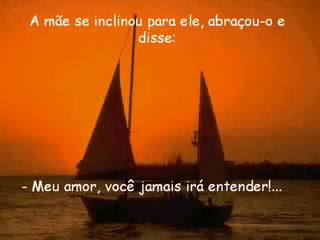 A mãe se inclinou para ele, abraçou-o e
disse:
- Meu amor, você jamais irá entender!...